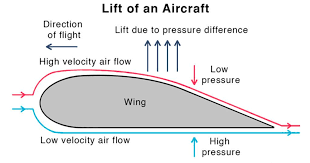 Lift of an Aircraft
Direction
of flight
Lift due to pressure difference
High velocity air flow
Low
pressure
Wing
Low velocity air flow
High
pressure